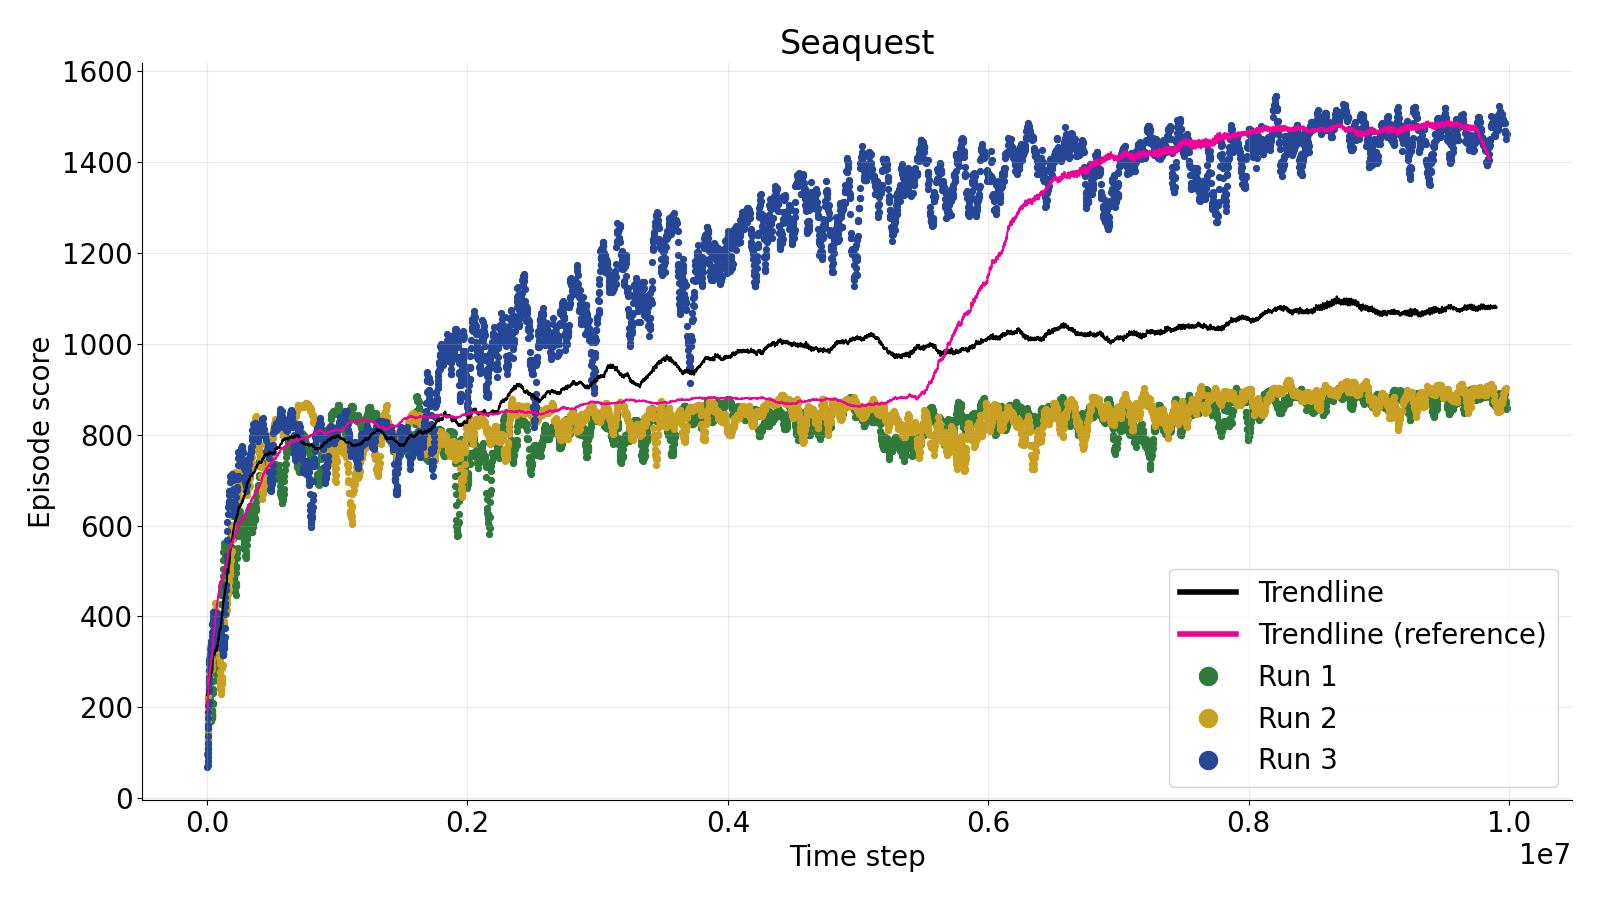 Seaquest
1600
1400
1200
1000
800
600
400
200
0
Episode score
0.0 0.2 0.4 0.6 0.8 1.0
1e7
Time step
Trendline
Trendline (reference)
Run 1
Run 2
Run 3